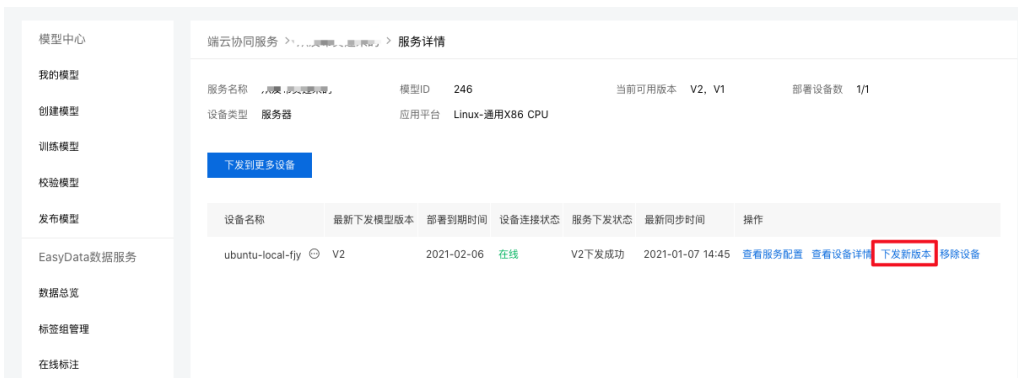 模型中心
我的模型
创建模型
训练模型
校验模型
发布模型
EasyData数据服务
数据总览
标签组管理
在线标注
端云协同服务 > > 服务详情
服务名称 模型ID 246 当前可用版本 V2, V1 部署设备数 1/1
设备类型 服务器 应用平台 Linux-通用X86 CPU
下发到更多设备
设备名称 最新下发模型版本 部署到期时间 设备连接状态 服务下发状态 最新同步时间 操作
ubuntu-local-fjy V2 2021-02-06 在线 V2下发成功 2021-01-07 14:45 查看服务配置 查看设备详情 下发新版本 移除设备